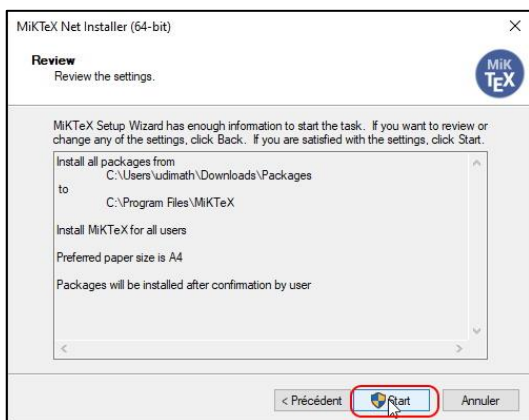 MiKTeX Net Installer (64-bit)
Review
Review the settings.
MiK
TEX
MiKTeX Setup Wizard has enough information to start the task. If you want to review or
change any of the settings, click Back. If you are satisfied with the settings, click Start.
Install all packages from
C:\Users\udimath\Downloads\Packages
to
C:\Program Files\MiKTeX
Install MiKTeX for all users
Preferred paper size is A4
Packages will be installed after confirmation by user
< Précédent
Start
Annuler